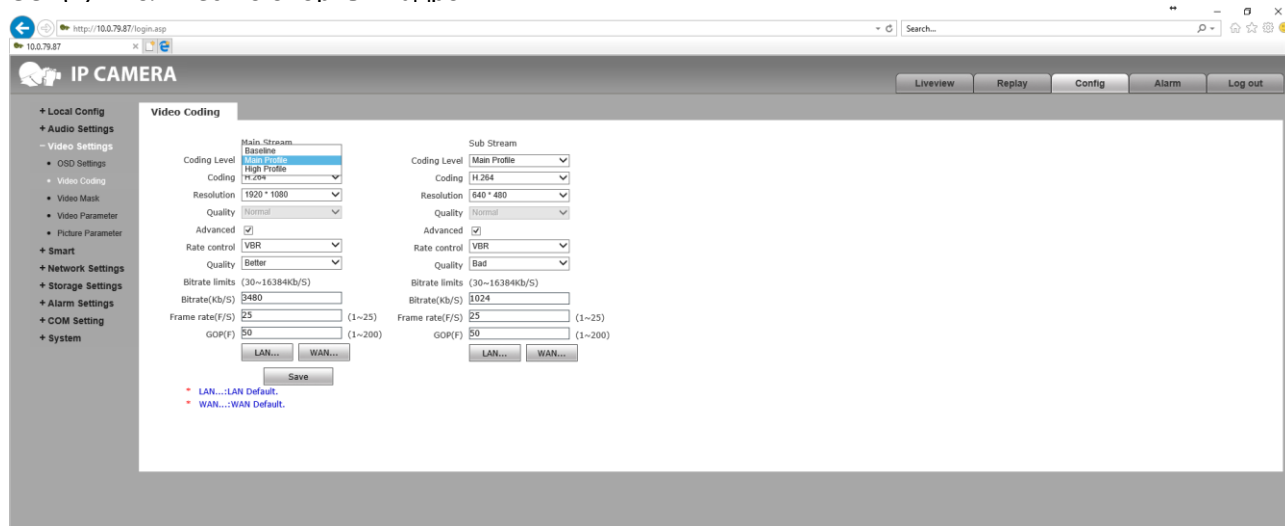 http://10.0.79.87/login.asp
Search...
10.0.79.87
IP CAMERA
Liveview Replay Config Alarm Log out
+ Local Config
+ Audio Settings
− Video Settings
• OSD Settings
• Video Coding
• Video Mask
• Video Parameter
• Picture Parameter
+ Smart
+ Network Settings
+ Storage Settings
+ Alarm Settings
+ COM Setting
+ System
Video Coding
Main Stream Sub Stream
Baseline
Coding Level Main Profile Coding Level Main Profile
High Profile
Coding H.264 Coding H.264
Resolution 1920 * 1080 Resolution 640 * 480
Quality Normal Quality Normal
Advanced Advanced
Rate control VBR Rate control VBR
Quality Better Quality Bad
Bitrate limits (30~16384Kb/S) Bitrate limits (30~16384Kb/S)
Bitrate(Kb/S) 3480 Bitrate(Kb/S) 1024
Frame rate(F/S) 25 (1~25) Frame rate(F/S) 25 (1~25)
GOP(F) 50 (1~200) GOP(F) 50 (1~200)
LAN... WAN... LAN... WAN...
Save
* LAN...:LAN Default.
* WAN...:WAN Default.